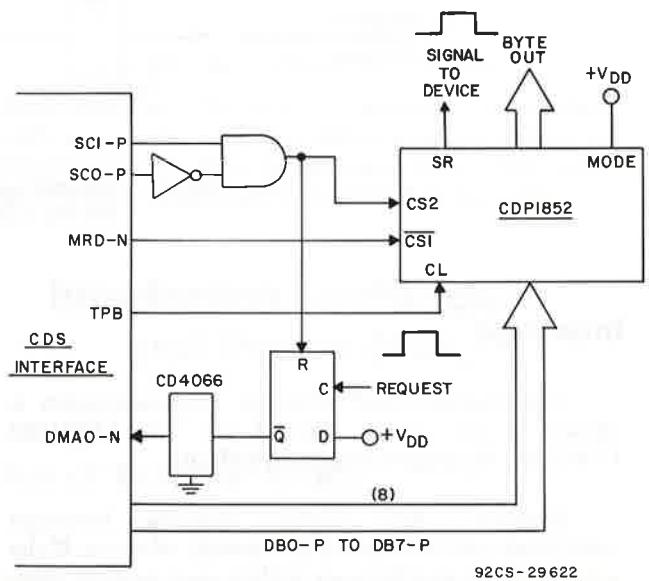 SIGNAL
TO
DEVICE
BYTE
OUT
+VDD
SCI-P
SCO-P
SR
MODE
CS2
CDP1852
MRD-N
CS1
CL
TPB
CDS
INTERFACE
CD4066
R
C
REQUEST
DMAO-N
Q
D
+VDD
(8)
DB0-P TO DB7-P
92CS-29622